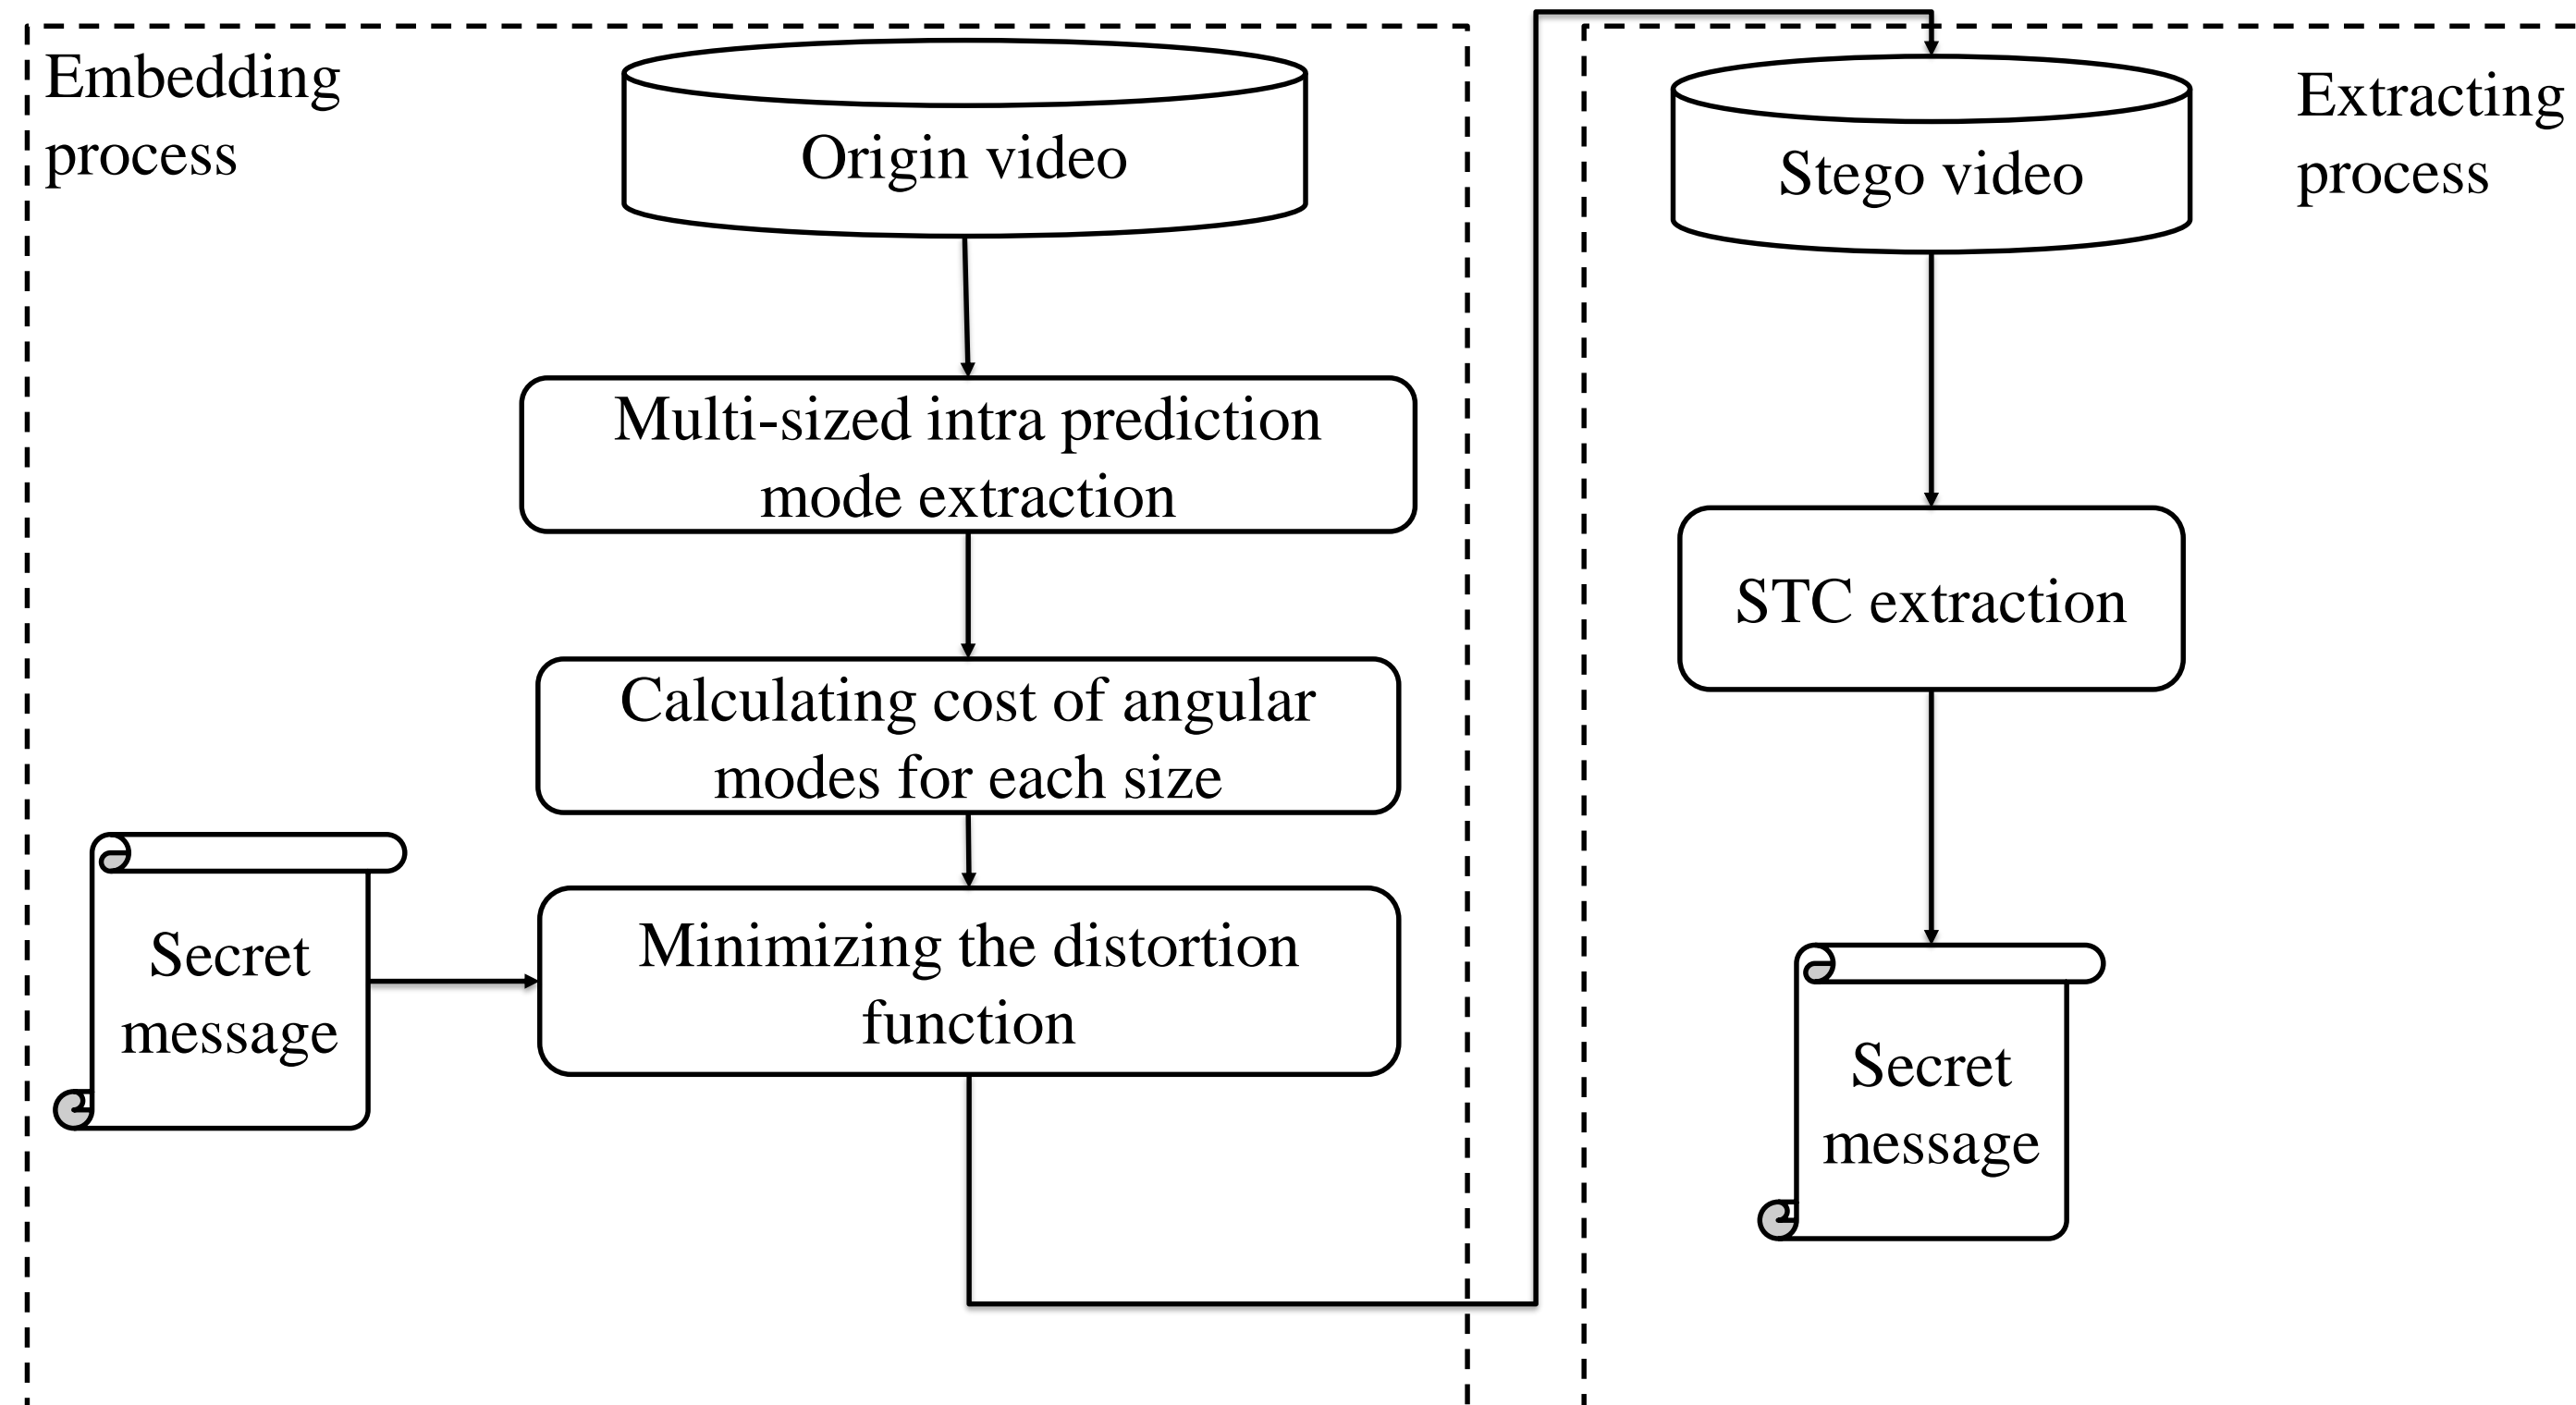 Embedding
process
Origin video
Multi-sized intra prediction
mode extraction
Calculating cost of angular
modes for each size
Secret
message
Minimizing the distortion
function
Extracting
process
Stego video
STC extraction
Secret
message